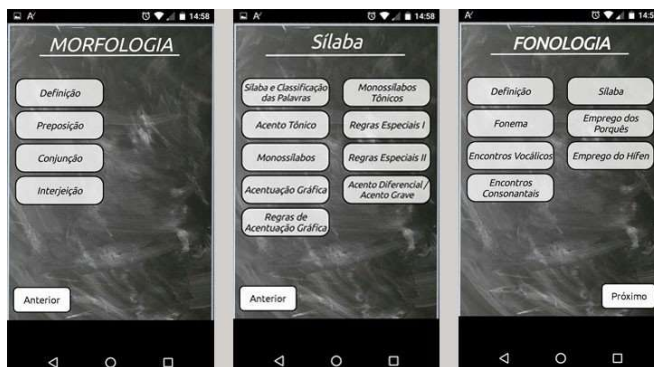 14:58
MORFOLOGIA
Definição
Preposição
Conjunção
Interjeição
Anterior
14:58
Sílaba
Sílaba e Classificação
das Palavras
Monossílabos
Tônicos
Acento Tônico
Regras Especiais I
Monossílabos
Regras Especiais II
Acentuação Gráfica
Acento Diferencial/
Acento Grave
Regras de
Acentuação Gráfica
Anterior
14:58
FONOLOGIA
Definição
Sílaba
Fonema
Emprego dos
Porquês
Encontros Vocálicos
Emprego do Hífen
Encontros
Consonantais
Próximo